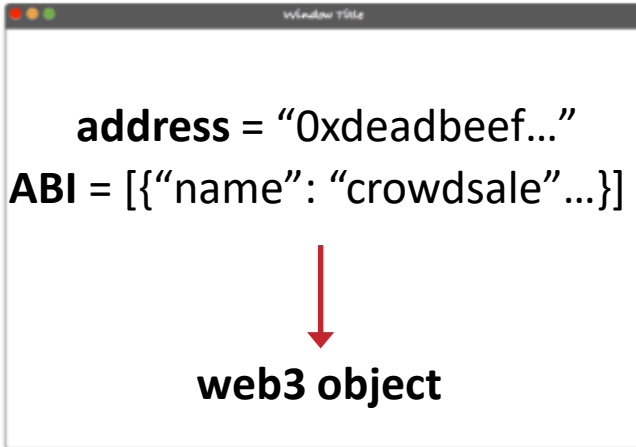 Window Title
address = “0xdeadbeef…”
ABI = [{“name”: “crowdsale”…}]
web3 object